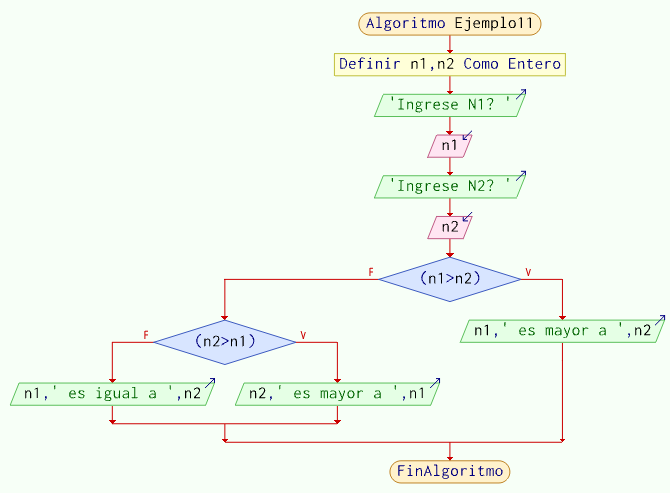 Algoritmo Ejemplo11
Definir n1,n2 Como Entero
'Ingrese N1? '
n1
'Ingrese N2? '
n2
F
(n1>n2)
V
n1,' es mayor a ',n2
F
(n2>n1)
V
n1,' es igual a ',n2
n2,' es mayor a ',n1
FinAlgoritmo